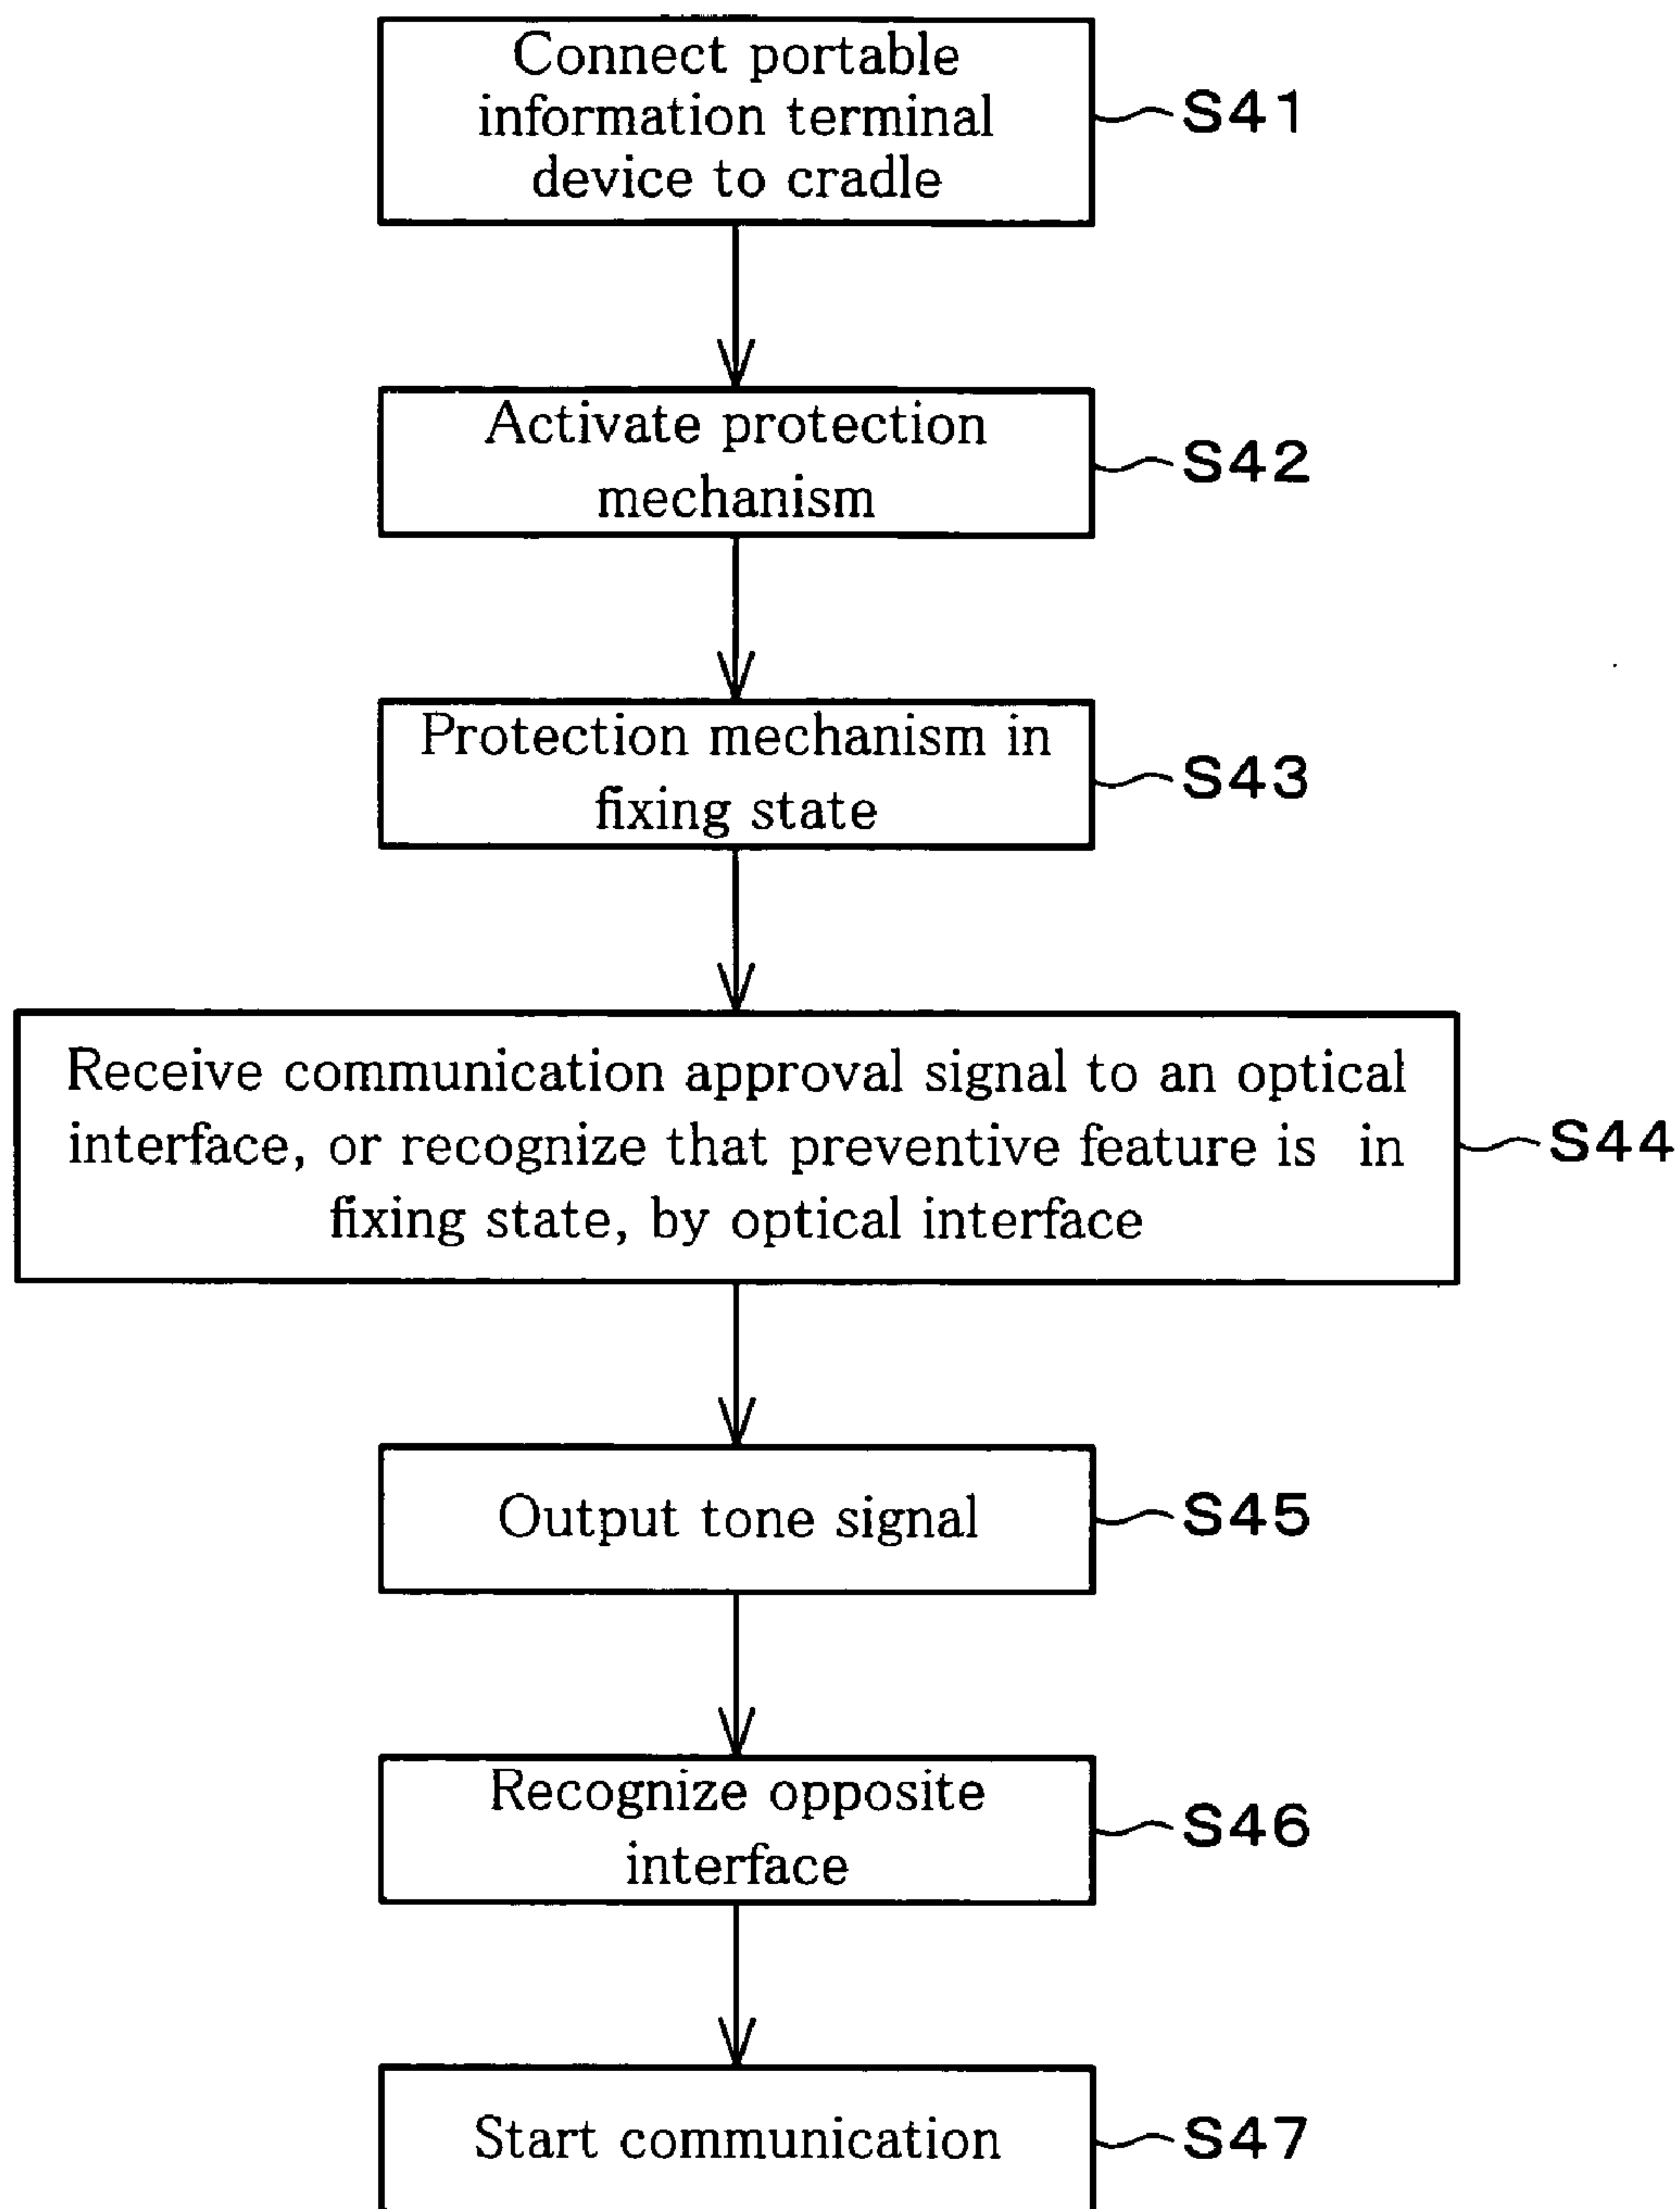 Connect portable
information terminal
device to cradle
S41
Activate protection
mechanism
S42
Protection mechanism in
fixing state
S43
Receive communication approval signal to an optical
interface, or recognize that preventive feature is in
fixing state, by optical interface
S44
Output tone signal
S45
Recognize opposite
interface
S46
Start communication
S47